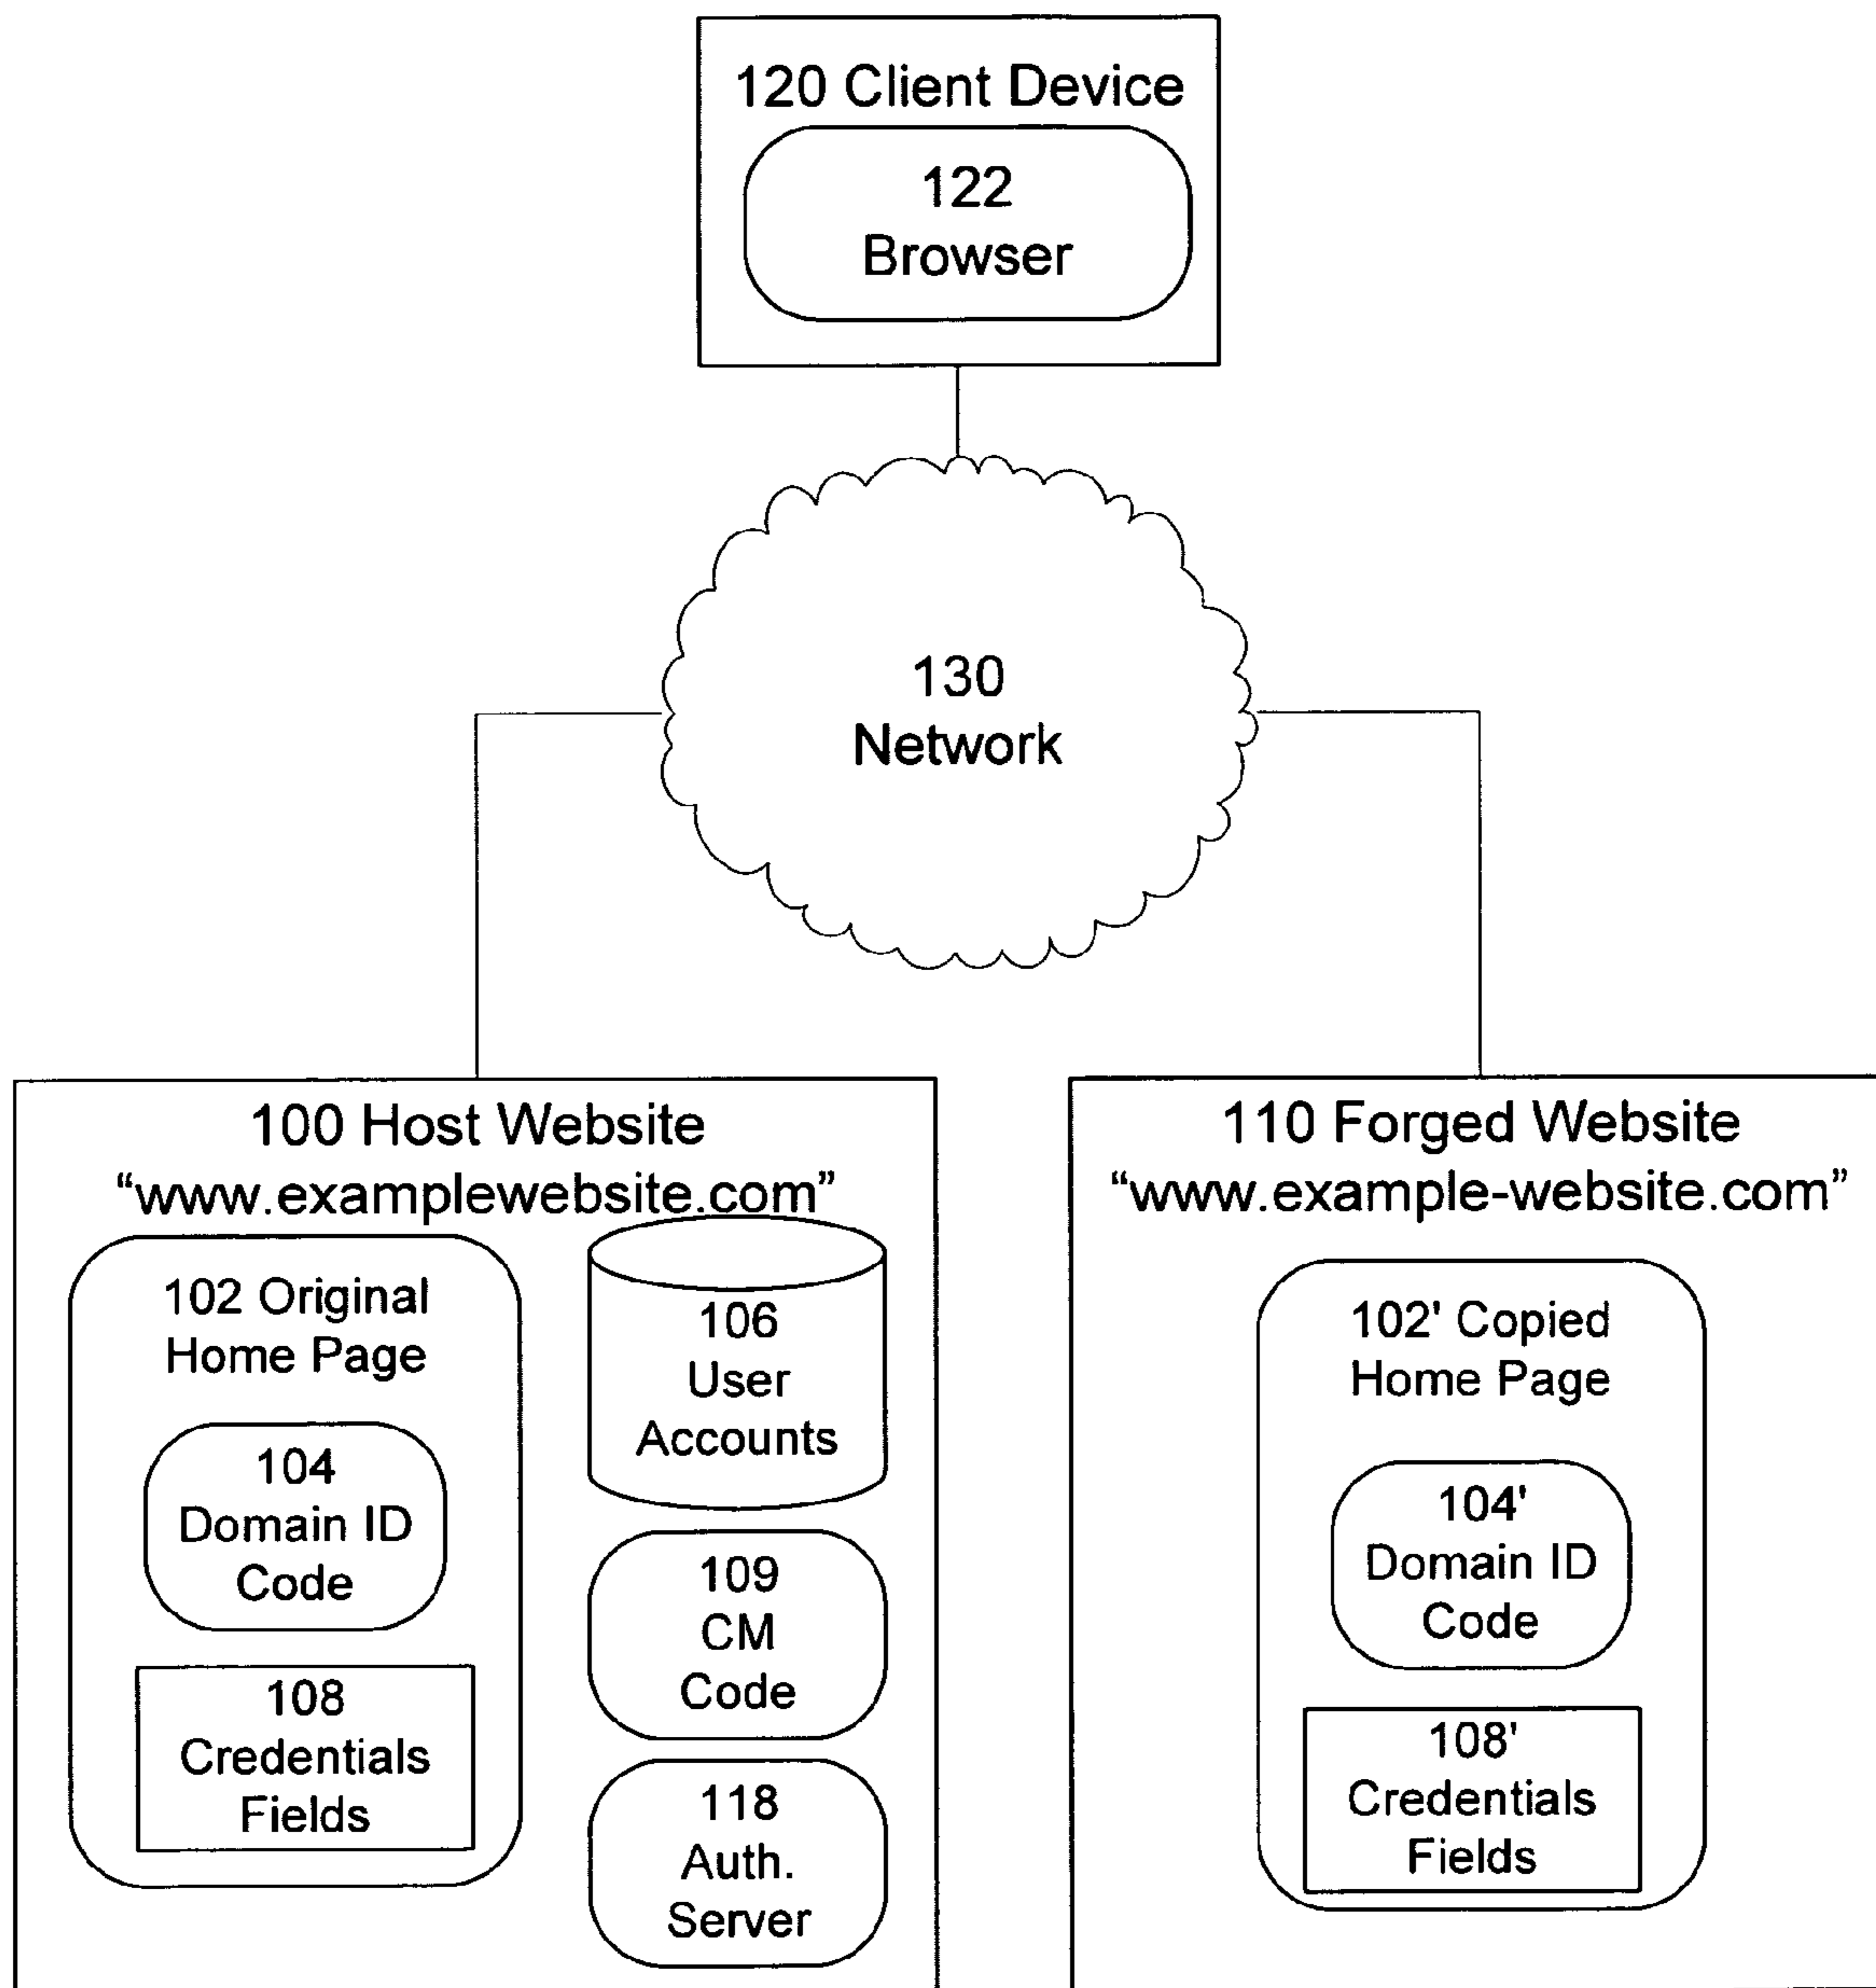 120 Client Device
122
Browser
130
Network
100 Host Website
“www.examplewebsite.com”
102 Original
Home Page
104
Domain ID
Code
108
Credentials
Fields
106
User
Accounts
109
CM
Code
118
Auth.
Server
110 Forged Website
“www.example-website.com”
102' Copied
Home Page
104'
Domain ID
Code
108'
Credentials
Fields